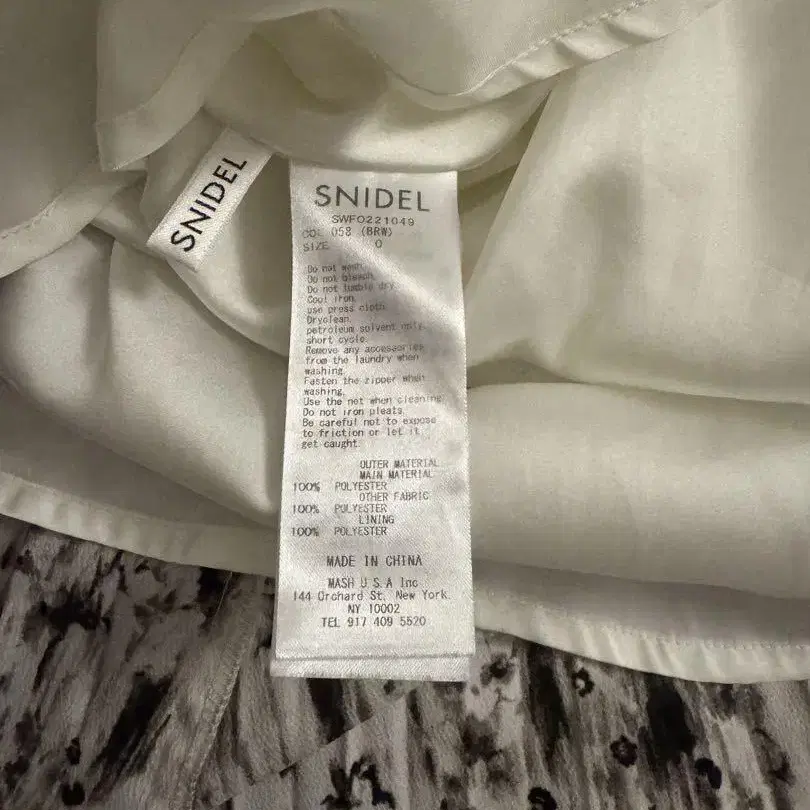 SNIDEL
SNIDEL
SWFO221049
COL 058 (BRW)
SIZE 0
Do not wash.
Do not bleach.
Do not tumble dry.
Cool iron.
use press cloth.
Dryclean.
petroleum solvent only.
short cycle.
Remove any accessories
from the laundry when
washing.
Fasten the zipper when
washing.
Use the net when cleaning.
Do not iron pleats.
Be careful not to expose
to friction or let it
get caught.
OUTER MATERIAL
MAIN MATERIAL
100% POLYESTER
OTHER FABRIC
100% POLYESTER
LINING
100% POLYESTER
MADE IN CHINA
MASH U.S.A Inc
144 Orchard St, New York
NY 10002
TEL 917 409 5520